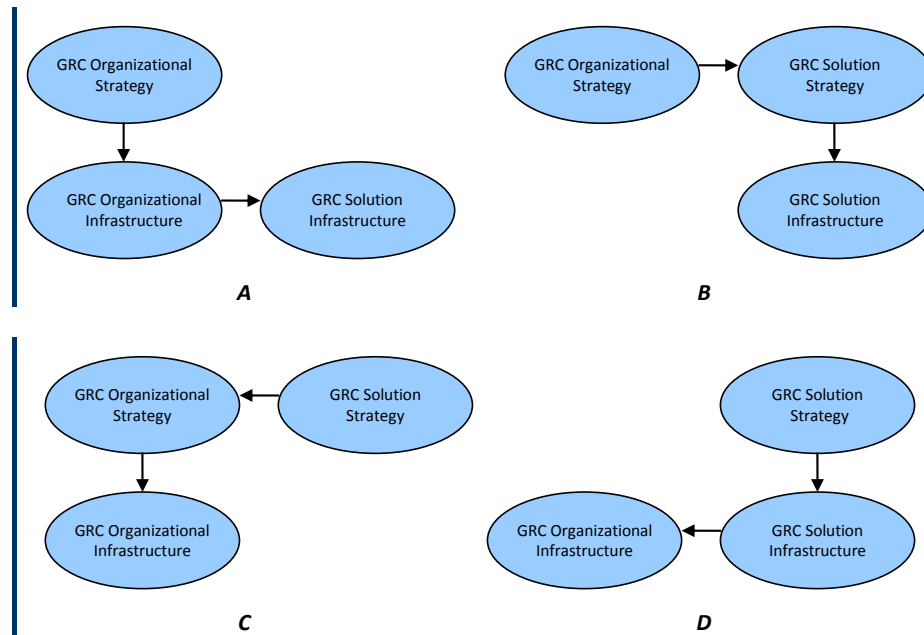 GRC Organizational
Strategy
GRC Organizational
Infrastructure
GRC Solution
Infrastructure
A
GRC Organizational
Strategy
GRC Solution
Strategy
GRC Solution
Infrastructure
B
GRC Organizational
Strategy
GRC Solution
Strategy
GRC Organizational
Infrastructure
C
GRC Solution
Strategy
GRC Organizational
Infrastructure
GRC Solution
Infrastructure
D